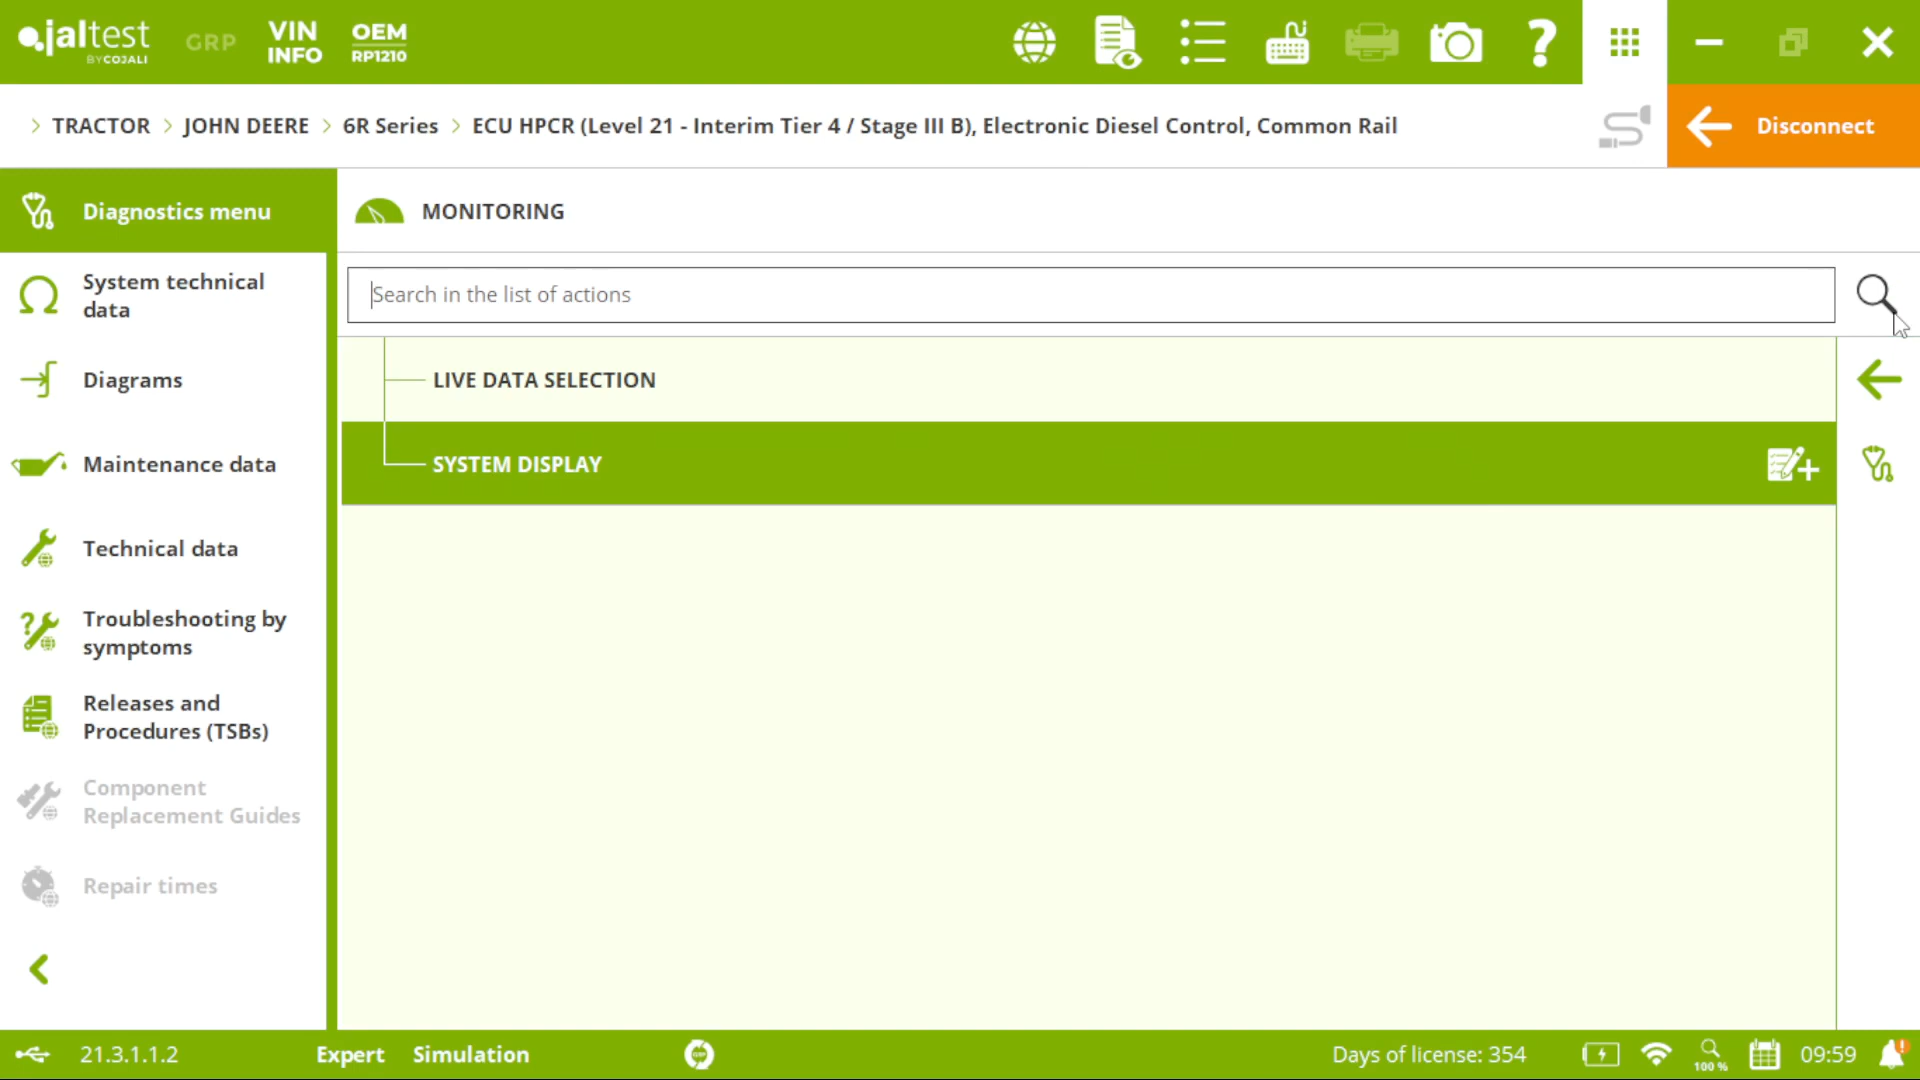 jaltest
BY COJALI
GRP
VIN
INFO
OEM
RP1210
TRACTOR
JOHN DEERE
6R Series
ECU HPCR (Level 21 - Interim Tier 4 / Stage III B), Electronic Diesel Control, Common Rail
Disconnect
Diagnostics menu
MONITORING
System technical
data
Search in the list of actions
Diagrams
LIVE DATA SELECTION
Maintenance data
SYSTEM DISPLAY
Technical data
Troubleshooting by
symptoms
Releases and
Procedures (TSBs)
Component
Replacement Guides
Repair times
21.3.1.1.2
Expert
Simulation
GRP
Days of license: 354
100 %
09:59